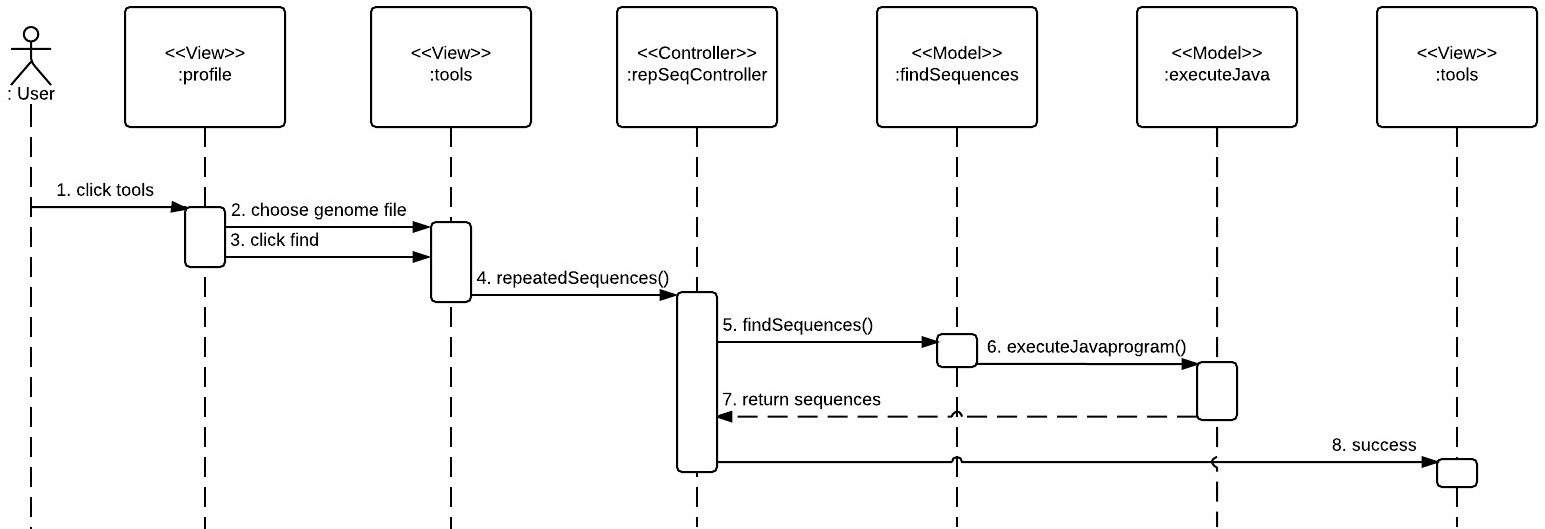 <<View>>
:profile
<<View>>
:tools
<<Controller>>
:repSeqController
<<Model>>
:findSequences
<<Model>>
:executeJava
<<View>>
:tools
: User
1. click tools
2. choose genome file
3. click find
4. repeatedSequences()
5. findSequences()
6. executeJavaprogram()
7. return sequences
8. success